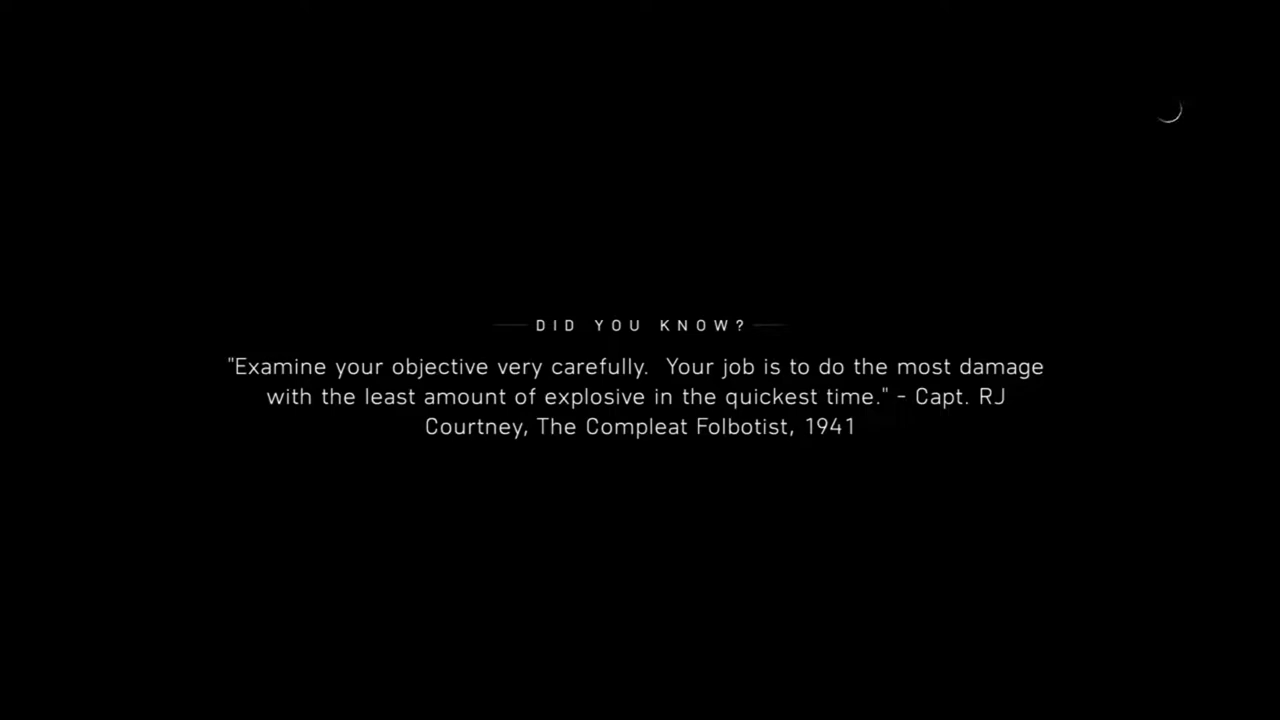 DID YOU KNOW?
"Examine your objective very carefully.  Your job is to do the most damage
with the least amount of explosive in the quickest time." - Capt. RJ
Courtney, The Compleat Folbotist, 1941